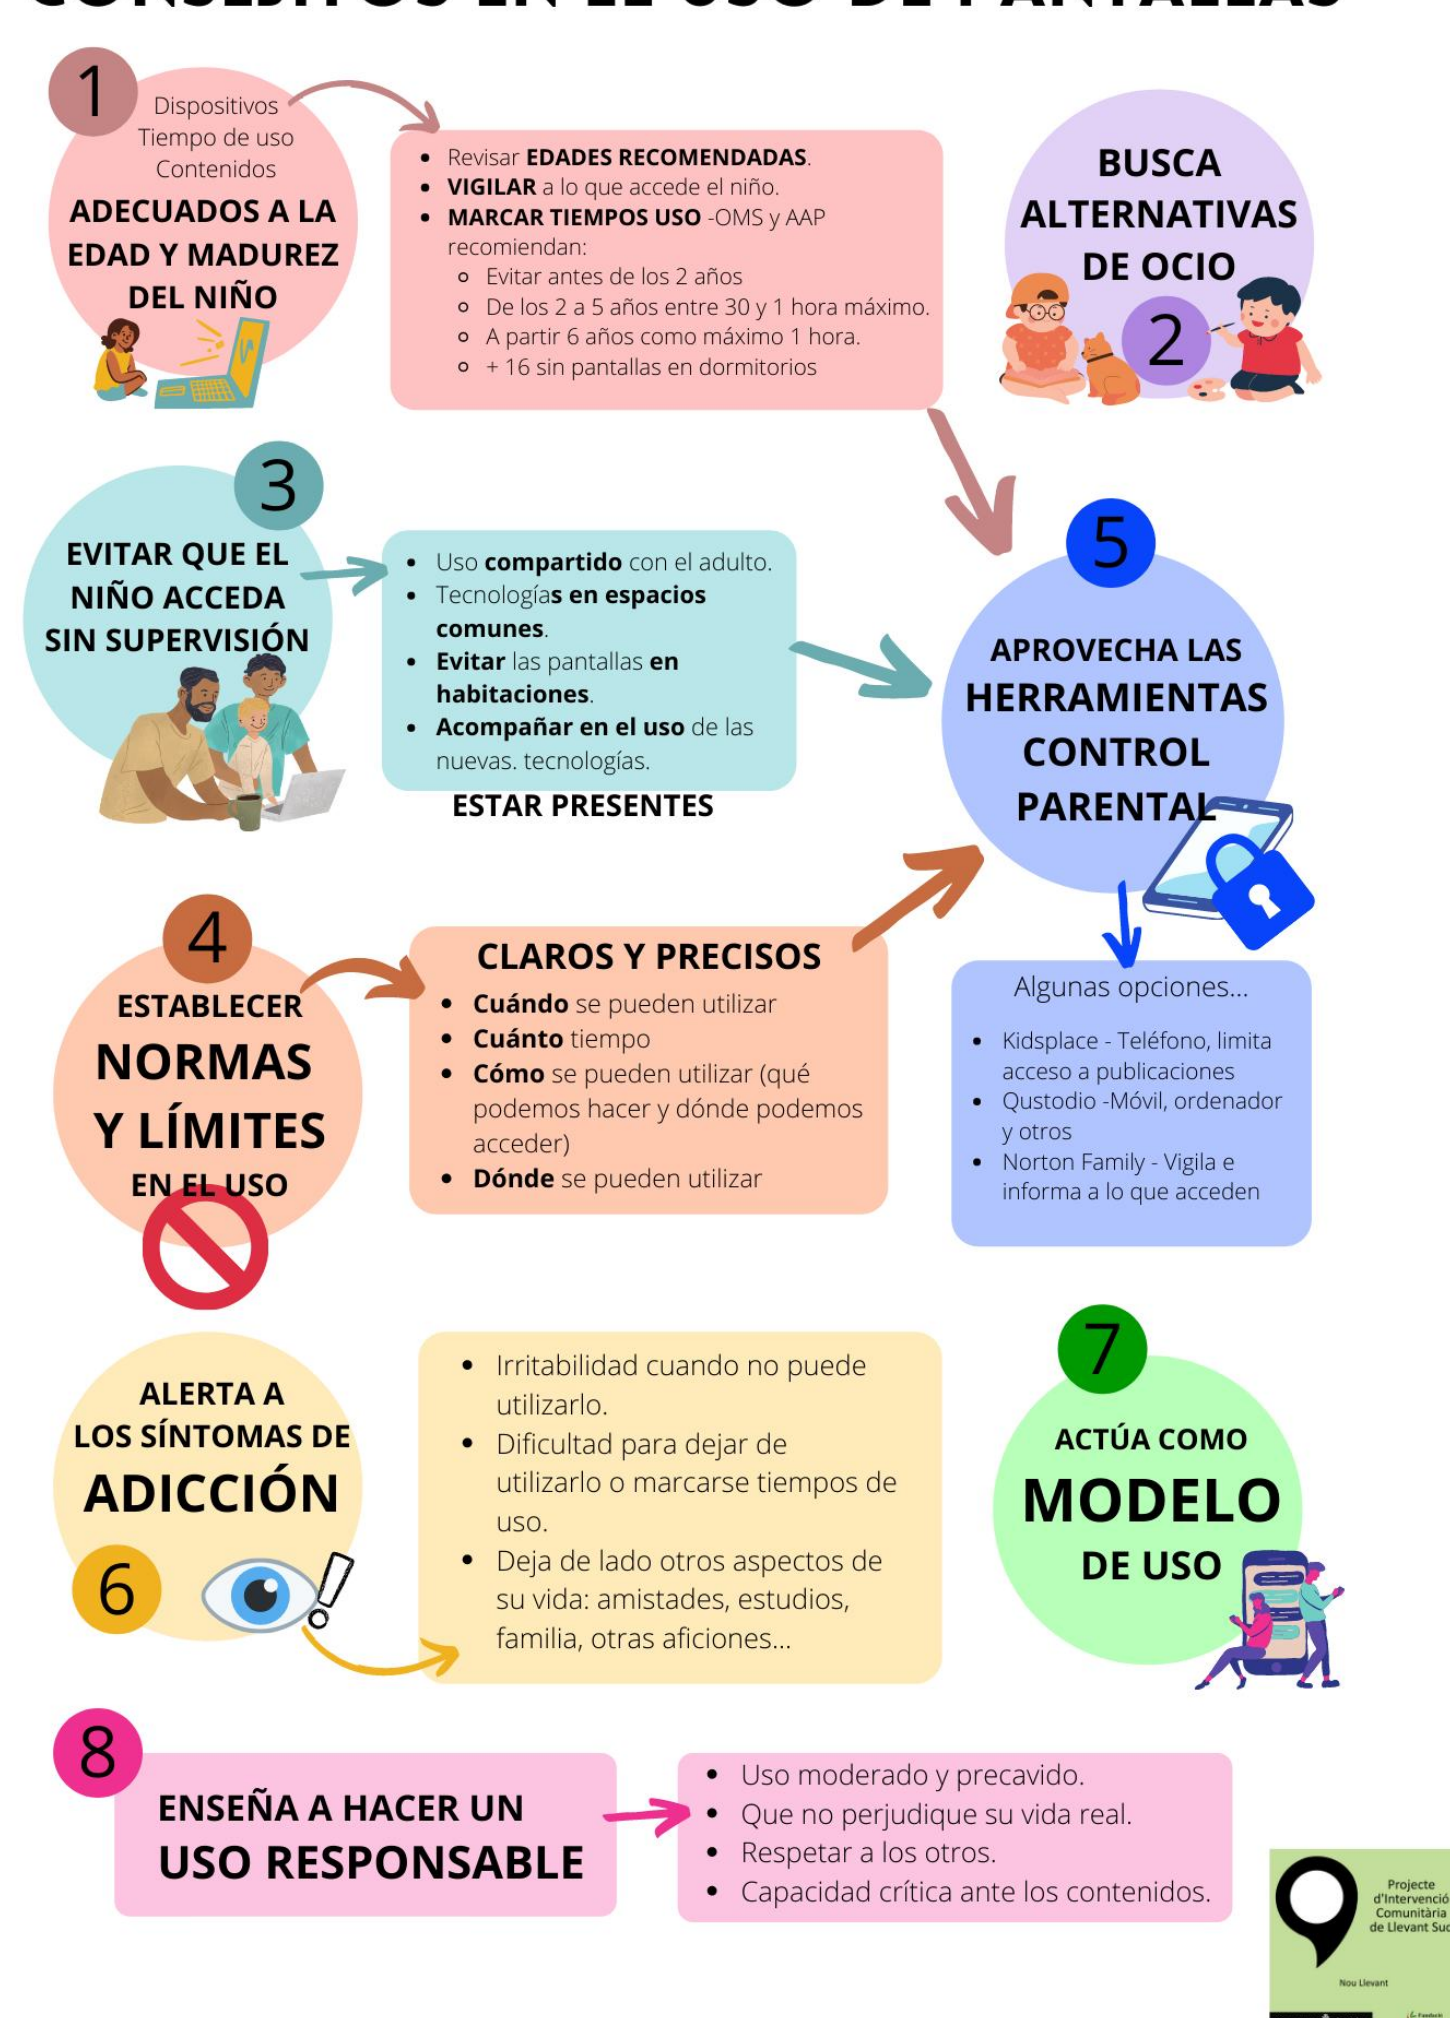 CONSEJITOS EN EL USO DE PANTALLAS
1
Dispositivos
Tiempo de uso
Contenidos
ADECUADOS A LA
EDAD Y MADUREZ
DEL NIÑO
• Revisar EDADES RECOMENDADAS.
• VIGILAR a lo que accede el niño.
• MARCAR TIEMPOS USO -OMS y AAP
recomiendan:
◦ Evitar antes de los 2 años
◦ De los 2 a 5 años entre 30 y 1 hora máximo.
◦ A partir 6 años como máximo 1 hora.
◦ + 16 sin pantallas en dormitorios
BUSCA
ALTERNATIVAS
DE OCIO
2
3
EVITAR QUE EL
NIÑO ACCEDA
SIN SUPERVISIÓN
• Uso compartido con el adulto.
• Tecnologías en espacios
comunes.
• Evitar las pantallas en
habitaciones.
• Acompañar en el uso de las
nuevas. tecnologías.
ESTAR PRESENTES
4
ESTABLECER
NORMAS
Y LÍMITES
EN EL USO
CLAROS Y PRECISOS
• Cuándo se pueden utilizar
• Cuánto tiempo
• Cómo se pueden utilizar (qué
podemos hacer y dónde podemos
acceder)
• Dónde se pueden utilizar
5
APROVECHA LAS
HERRAMIENTAS
CONTROL
PARENTAL
Algunas opciones...
• Kidsplace - Teléfono, limita
acceso a publicaciones
• Qustodio -Móvil, ordenador
y otros
• Norton Family - Vigila e
informa a lo que acceden
ALERTA A
LOS SÍNTOMAS DE
ADICCIÓN
6
• Irritabilidad cuando no puede
utilizarlo.
• Dificultad para dejar de
utilizarlo o marcarse tiempos de
uso.
• Deja de lado otros aspectos de
su vida: amistades, estudios,
familia, otras aficiones...
7
ACTÚA COMO
MODELO
DE USO
8
ENSEÑA A HACER UN
USO RESPONSABLE
• Uso moderado y precavido.
• Que no perjudique su vida real.
• Respetar a los otros.
• Capacidad crítica ante los contenidos.
Projecte
d'Intervenció
Comunitària
de Llevant Sud
Nou Llevant